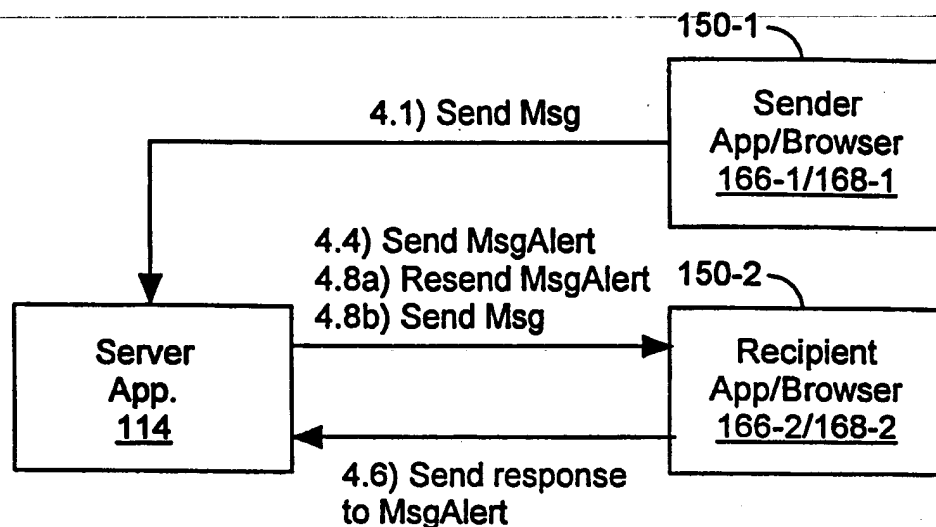 150-1
Sender
App/Browser
166-1/168-1
4.1) Send Msg
4.4) Send MsgAlert
4.8a) Resend MsgAlert
4.8b) Send Msg
150-2
Server
App.
114
Recipient
App/Browser
166-2/168-2
4.6) Send response
to MsgAlert